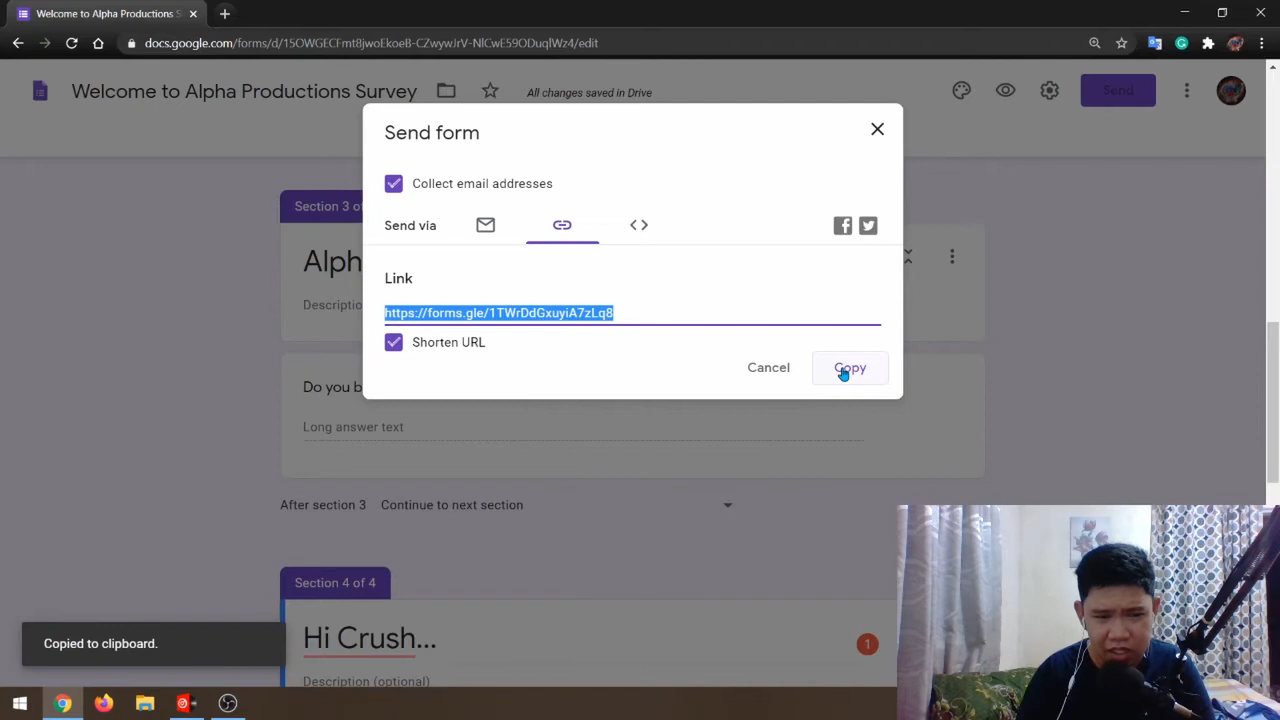 Welcome to Alpha Productions S
docs.google.com/forms/d/15OWGECFmt8jwoEkoeB-CZwywJrV-NlCwE59ODuqlWz4/edit
Welcome to Alpha Productions Survey
All changes saved in Drive
Send
Send form
Collect email addresses
Send via
Section 3 of
Alph
Descriptio
Link
https://forms.gle/1TWrDdGxuyiA7zLq8
Shorten URL
Cancel
Copy
Do you b
Long answer text
After section 3 Continue to next section
Section 4 of 4
Hi Crush...
1
Copied to clipboard.
Description (optional)